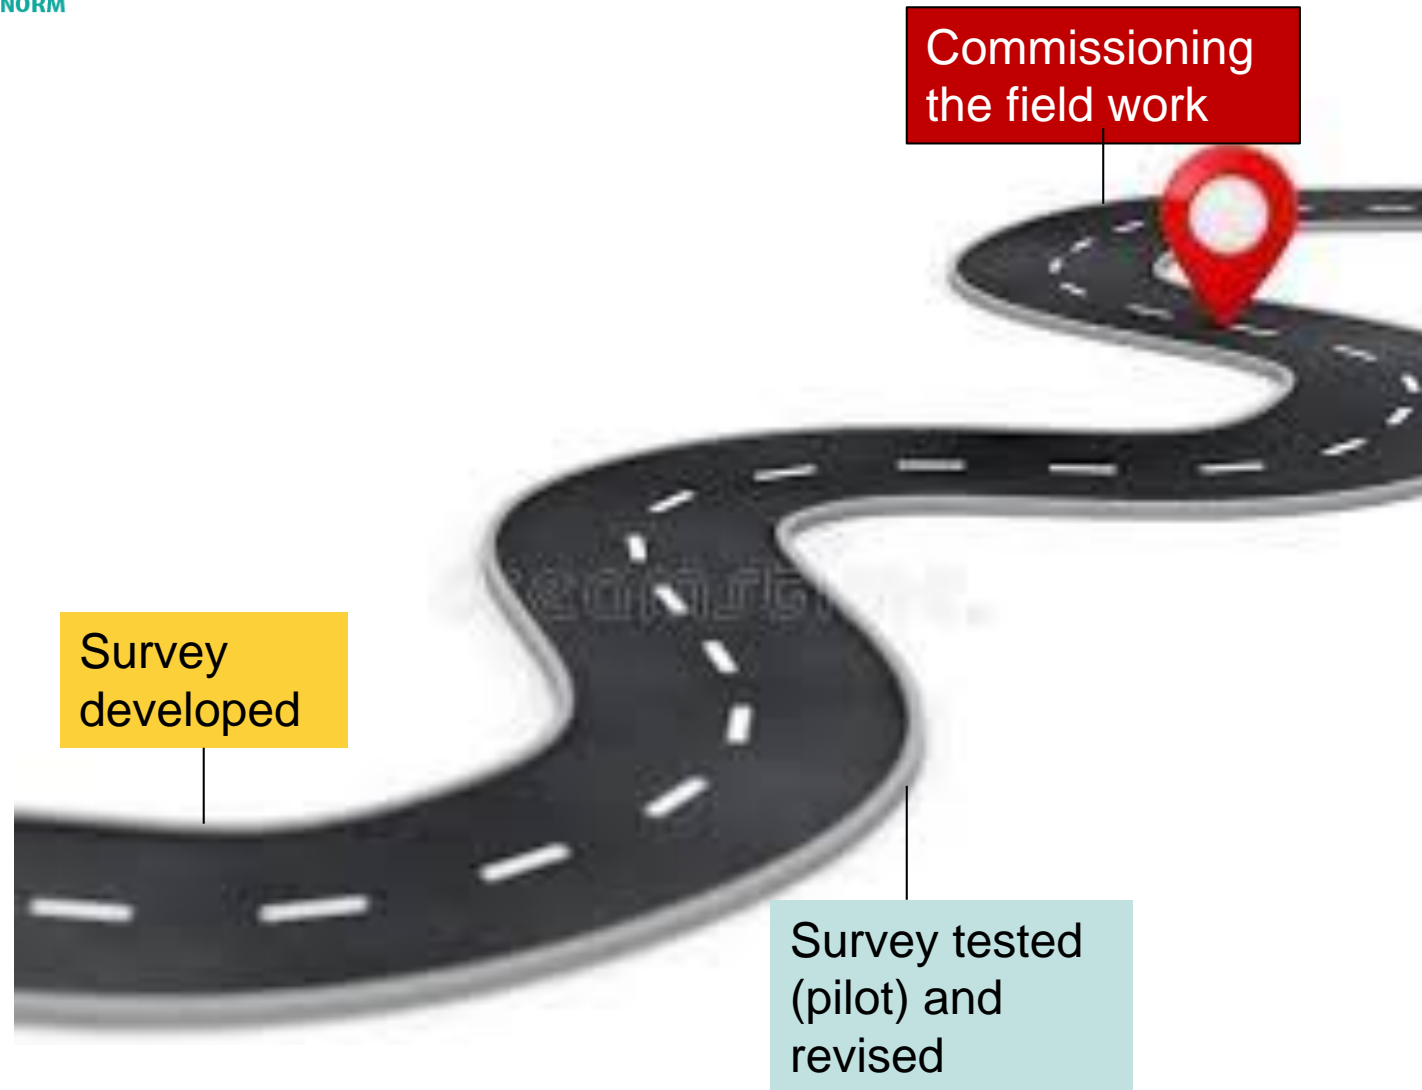 NORM
Commissioning
the field work
Survey
developed
Survey tested
(pilot) and
revised